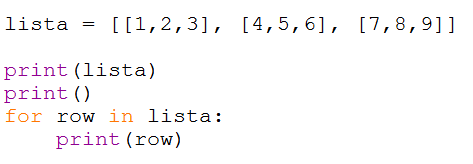 lista = [[1,2,3], [4,5,6], [7,8,9]]
print(lista)
print()
for row in lista:
    print(row)